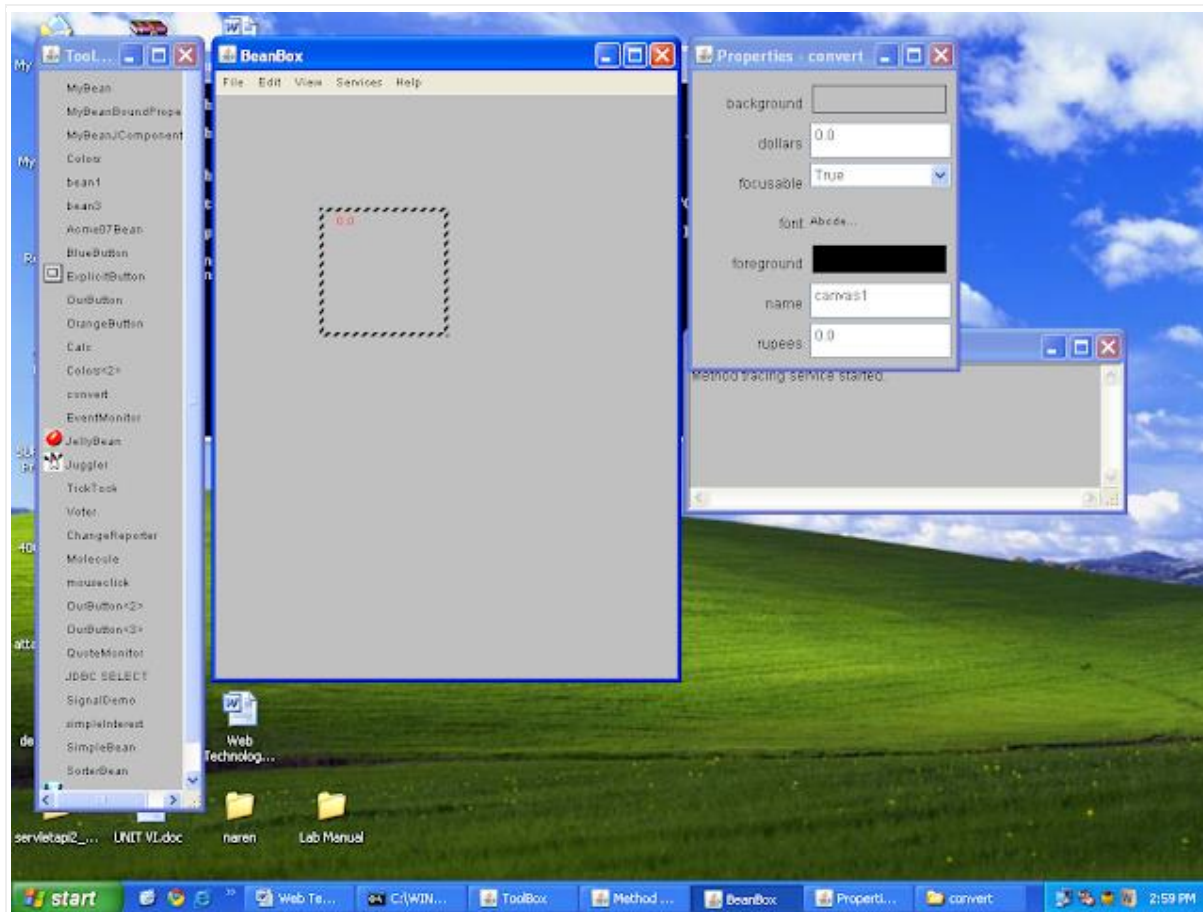 Tool...
MyBean
MyBeanBoundPrope
MyBeanJComponent
Colors
bean1
bean3
Acme07Bean
BlueButton
ExplicitButton
OurButton
OrangeButton
Calc
Colors<2>
convert
EventMonitor
JellyBean
Juggler
TickTock
Voter
ChangeReporter
Molecule
mouseclick
OurButton<2>
OurButton<3>
QuoteMonitor
JDBC SELECT
SignalDemo
simpleInterest
SimpleBean
SorterBean
BeanBox
File Edit View Services Help
0.0
Properties - convert
background
dollars 0.0
focusable True
font Abcde...
foreground
name canvas1
rupees 0.0
Method tracing service started.
Web
Technolog...
servletapi2_... UNIT VI.doc naren Lab Manual
start Web Te... C:\WIN... ToolBox Method ... BeanBox Properti... convert 2:59 PM